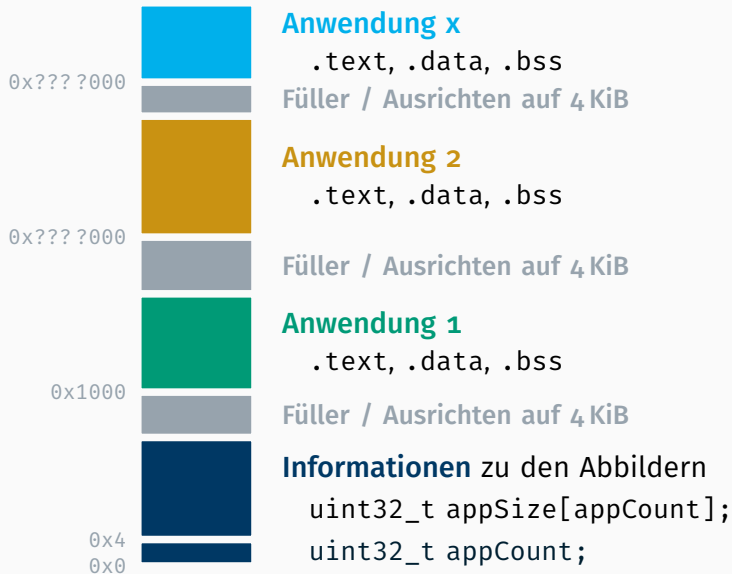 Anwendung x
.text, .data, .bss
0x????000
Füller / Ausrichten auf 4 KiB
Anwendung 2
.text, .data, .bss
0x????000
Füller / Ausrichten auf 4 KiB
Anwendung 1
.text, .data, .bss
0x1000
Füller / Ausrichten auf 4 KiB
Informationen zu den Abbildern
uint32_t appSize[appCount];
0x4
uint32_t appCount;
0x0